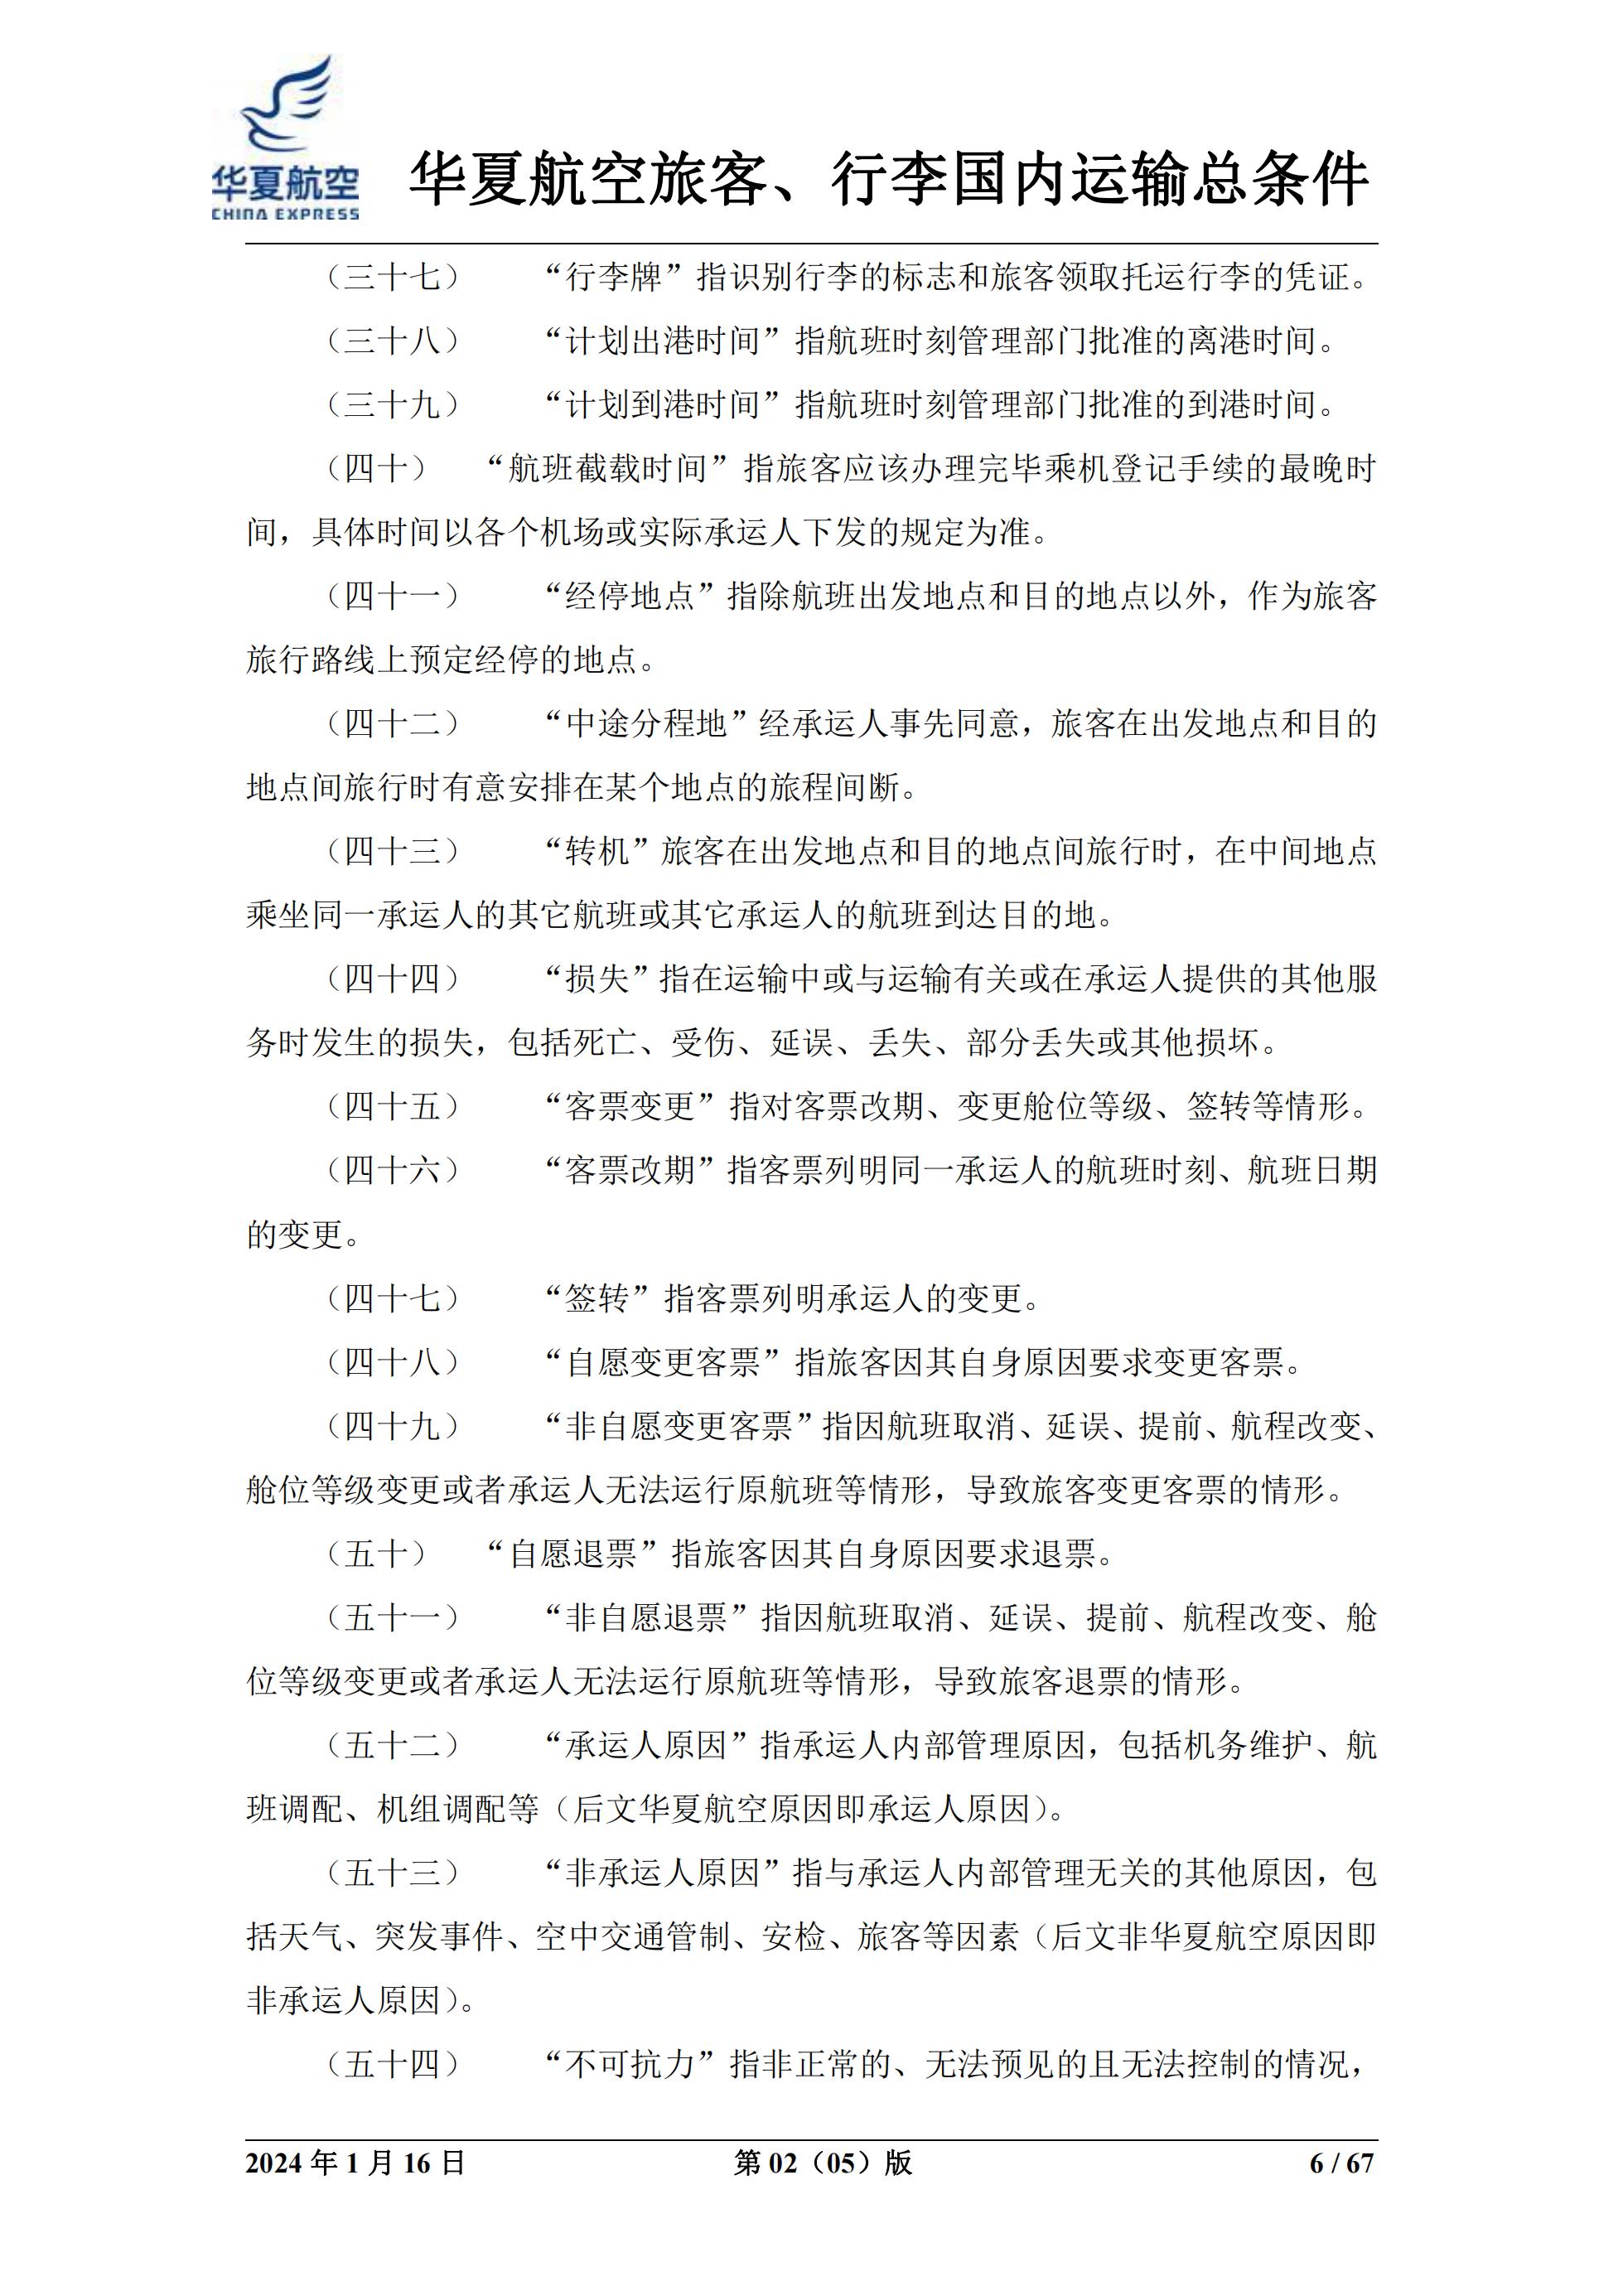 华夏航空
CHINA EXPRESS
华夏航空旅客、行李国内运输总条件
（三十七） “行李牌”指识别行李的标志和旅客领取托运行李的凭证。
（三十八） “计划出港时间”指航班时刻管理部门批准的离港时间。
（三十九） “计划到港时间”指航班时刻管理部门批准的到港时间。
（四十） “航班截载时间”指旅客应该办理完毕乘机登记手续的最晚时
间，具体时间以各个机场或实际承运人下发的规定为准。
（四十一） “经停地点”指除航班出发地点和目的地点以外，作为旅客
旅行路线上预定经停的地点。
（四十二） “中途分程地”经承运人事先同意，旅客在出发地点和目的
地点间旅行时有意安排在某个地点的旅程间断。
（四十三） “转机”旅客在出发地点和目的地点间旅行时，在中间地点
乘坐同一承运人的其它航班或其它承运人的航班到达目的地。
（四十四） “损失”指在运输中或与运输有关或在承运人提供的其他服
务时发生的损失，包括死亡、受伤、延误、丢失、部分丢失或其他损坏。
（四十五） “客票变更”指对客票改期、变更舱位等级、签转等情形。
（四十六） “客票改期”指客票列明同一承运人的航班时刻、航班日期
的变更。
（四十七） “签转”指客票列明承运人的变更。
（四十八） “自愿变更客票”指旅客因其自身原因要求变更客票。
（四十九） “非自愿变更客票”指因航班取消、延误、提前、航程改变、
舱位等级变更或者承运人无法运行原航班等情形，导致旅客变更客票的情形。
（五十） “自愿退票”指旅客因其自身原因要求退票。
（五十一） “非自愿退票”指因航班取消、延误、提前、航程改变、舱
位等级变更或者承运人无法运行原航班等情形，导致旅客退票的情形。
（五十二） “承运人原因”指承运人内部管理原因，包括机务维护、航
班调配、机组调配等（后文华夏航空原因即承运人原因）。
（五十三） “非承运人原因”指与承运人内部管理无关的其他原因，包
括天气、突发事件、空中交通管制、安检、旅客等因素（后文非华夏航空原因即
非承运人原因）。
（五十四） “不可抗力”指非正常的、无法预见的且无法控制的情况，
2024 年 1 月 16 日 第 02（05）版 6 / 67